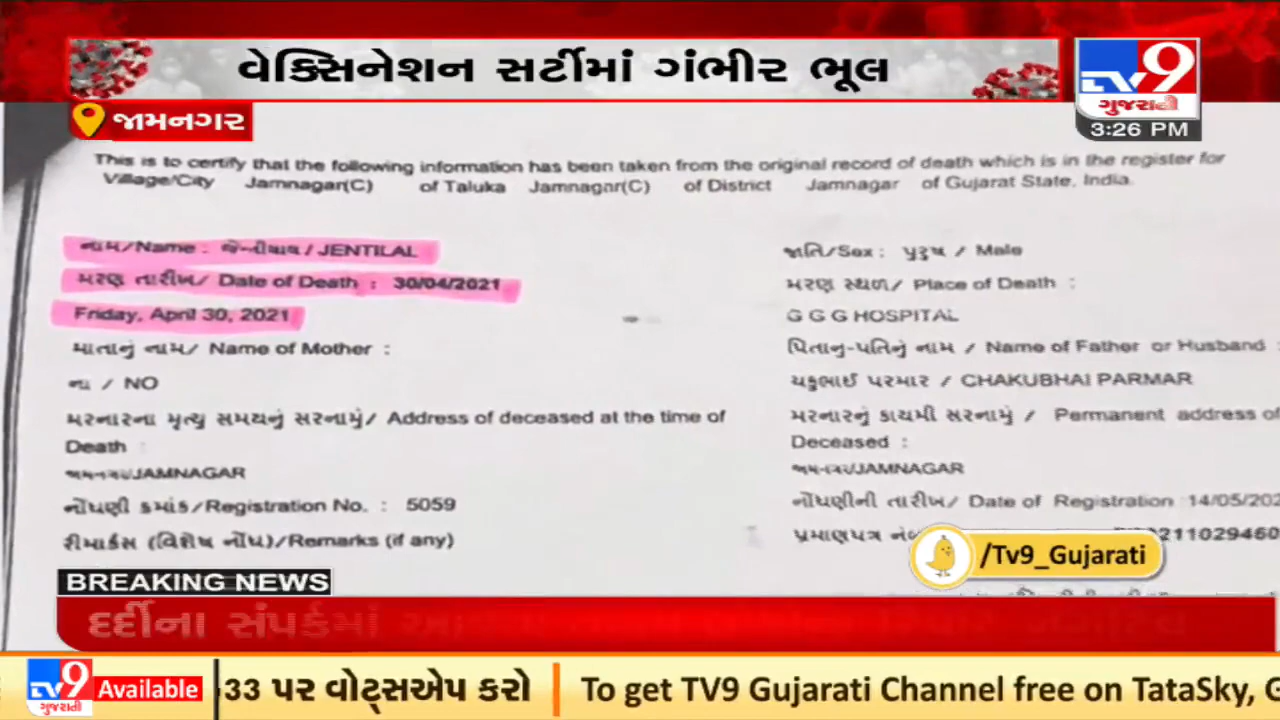 વેક્સિનેશન સર્ટીમાં ગંભીર ભૂલ
TV9
ગુજરાતી
3:26 PM
જામનગર
This is to certify that the following information has been taken from the original record of death which is in the register for
Village/City Jamnagar(C) of Taluka Jamnagar(C) of District Jamnagar of Gujarat State, India.
નામ/Name : જેન્તીલાલ / JENTILAL
જાતિ/Sex : પુરુષ / Male
મરણ તારીખ/ Date of Death : 30/04/2021
મરણ સ્થળ/ Place of Death :
Friday, April 30, 2021
G G G HOSPITAL
માતાનું નામ/ Name of Mother :
પિતાનુ-પતિનું નામ / Name of Father or Husband :
ના / NO
ચકુભાઈ પરમાર / CHAKUBHAI PARMAR
મરનારના મૃત્યુ સમયનું સરનામું/ Address of deceased at the time of
મરનારનું કાયમી સરનામું / Permanent address of
Death :
Deceased :
જામનગર/JAMNAGAR
જામનગર/JAMNAGAR
નોંધણી ક્રમાંક/Registration No. : 5059
નોંધણીની તારીખ/ Date of Registration 14/05/202
રીમાર્કસ (વિશેષ નોંધ)/Remarks (if any)
પ્રમાણપત્ર
211029460
/Tv9_Gujarati
BREAKING NEWS
દર્દીના સંપર્કમાં
TV9 ગુજરાતી Available
-33 પર વોટ્સએપ કરો
To get TV9 Gujarati Channel free on TataSky, G